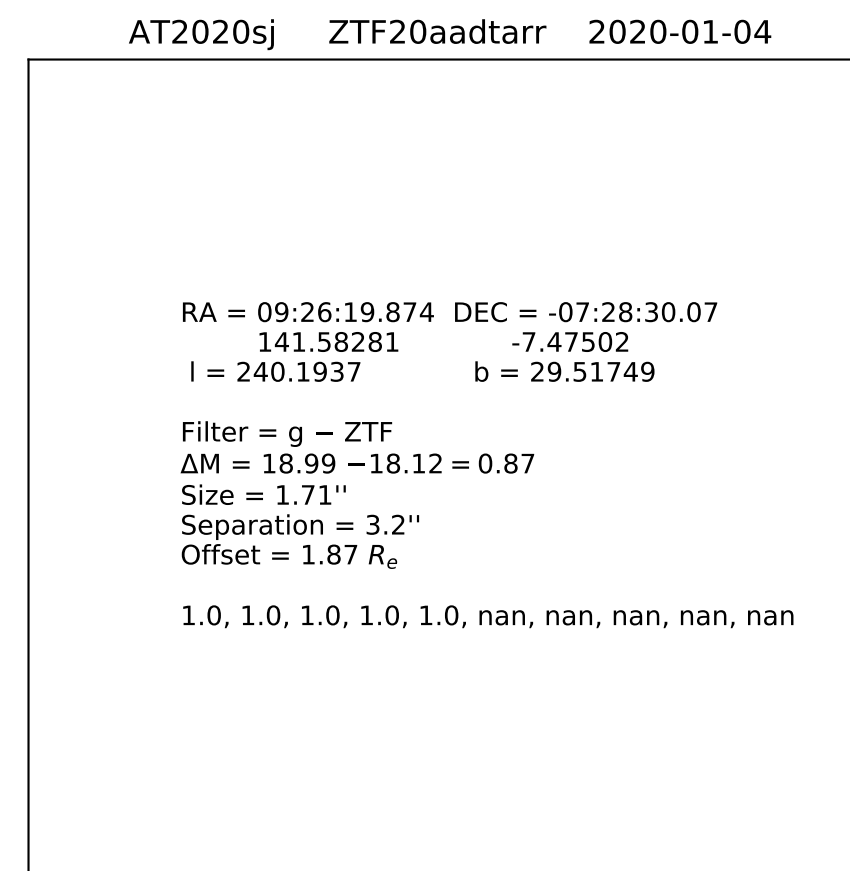 AT2020sj ZTF20aadtarr 2020-01-04
RA = 09:26:19.874 DEC = -07:28:30.07
141.58281 -7.47502
l = 240.1937 b = 29.51749
Filter = g − ZTF
ΔM = 18.99 −18.12 = 0.87
Size = 1.71''
Separation = 3.2''
Offset = 1.87 Rₑ
1.0, 1.0, 1.0, 1.0, 1.0, nan, nan, nan, nan, nan